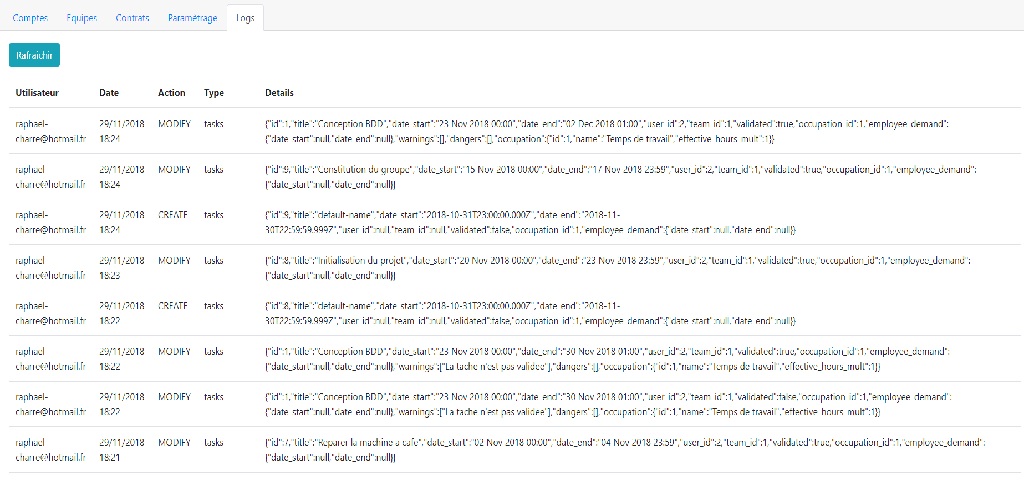 Comptes Equipes Contrats Paramétrage Logs
Rafraichir
Utilisateur Date Action Type Details
raphael- 29/11/2018 MODIFY tasks {"id":1,"title":"Conception BDD","date_start":"23 Nov 2018 00:00","date_end":"02 Dec 2018 01:00","user_id":2,"team_id":1,"validated":true,"occupation_id":1,"employee_demand":
charre@hotmail.fr 18:24 {"date_start":null,"date_end":null},"warnings":[],"dangers":[],"occupation":{"id":1,"name":"Temps de travail","effective_hours_mult":1}}
raphael- 29/11/2018 MODIFY tasks {"id":9,"title":"Constitution du groupe","date_start":"15 Nov 2018 00:00","date_end":"17 Nov 2018 23:59","user_id":2,"team_id":1,"validated":true,"occupation_id":1,"employee_demand":
charre@hotmail.fr 18:24 {"date_start":null,"date_end":null}}
raphael- 29/11/2018 CREATE tasks {"id":9,"title":"default-name","date_start":"2018-10-31T23:00:00.000Z","date_end":"2018-11-
charre@hotmail.fr 18:24 30T22:59:59.999Z","user_id":null,"team_id":null,"validated":false,"occupation_id":1,"employee_demand":{"date_start":null,"date_end":null}}
raphael- 29/11/2018 MODIFY tasks {"id":8,"title":"Initialisation du projet","date_start":"20 Nov 2018 00:00","date_end":"23 Nov 2018 23:59","user_id":2,"team_id":1,"validated":true,"occupation_id":1,"employee_demand":
charre@hotmail.fr 18:23 {"date_start":null,"date_end":null}}
raphael- 29/11/2018 CREATE tasks {"id":8,"title":"default-name","date_start":"2018-10-31T23:00:00.000Z","date_end":"2018-11-
charre@hotmail.fr 18:22 30T22:59:59.999Z","user_id":null,"team_id":null,"validated":false,"occupation_id":1,"employee_demand":{"date_start":null,"date_end":null}}
raphael- 29/11/2018 MODIFY tasks {"id":1,"title":"Conception BDD","date_start":"23 Nov 2018 00:00","date_end":"30 Nov 2018 01:00","user_id":2,"team_id":1,"validated":true,"occupation_id":1,"employee_demand":
charre@hotmail.fr 18:22 {"date_start":null,"date_end":null},"warnings":["La tache n'est pas validee"],"dangers":[],"occupation":{"id":1,"name":"Temps de travail","effective_hours_mult":1}}
raphael- 29/11/2018 MODIFY tasks {"id":1,"title":"Conception BDD","date_start":"23 Nov 2018 00:00","date_end":"30 Nov 2018 01:00","user_id":2,"team_id":1,"validated":false,"occupation_id":1,"employee_demand":
charre@hotmail.fr 18:22 {"date_start":null,"date_end":null},"warnings":["La tache n'est pas validee"],"dangers":[],"occupation":{"id":1,"name":"Temps de travail","effective_hours_mult":1}}
raphael- 29/11/2018 MODIFY tasks {"id":7,"title":"Reparer la machine a cafe","date_start":"02 Nov 2018 00:00","date_end":"04 Nov 2018 23:59","user_id":2,"team_id":1,"validated":true,"occupation_id":1,"employee_demand":
charre@hotmail.fr 18:21 {"date_start":null,"date_end":null}}